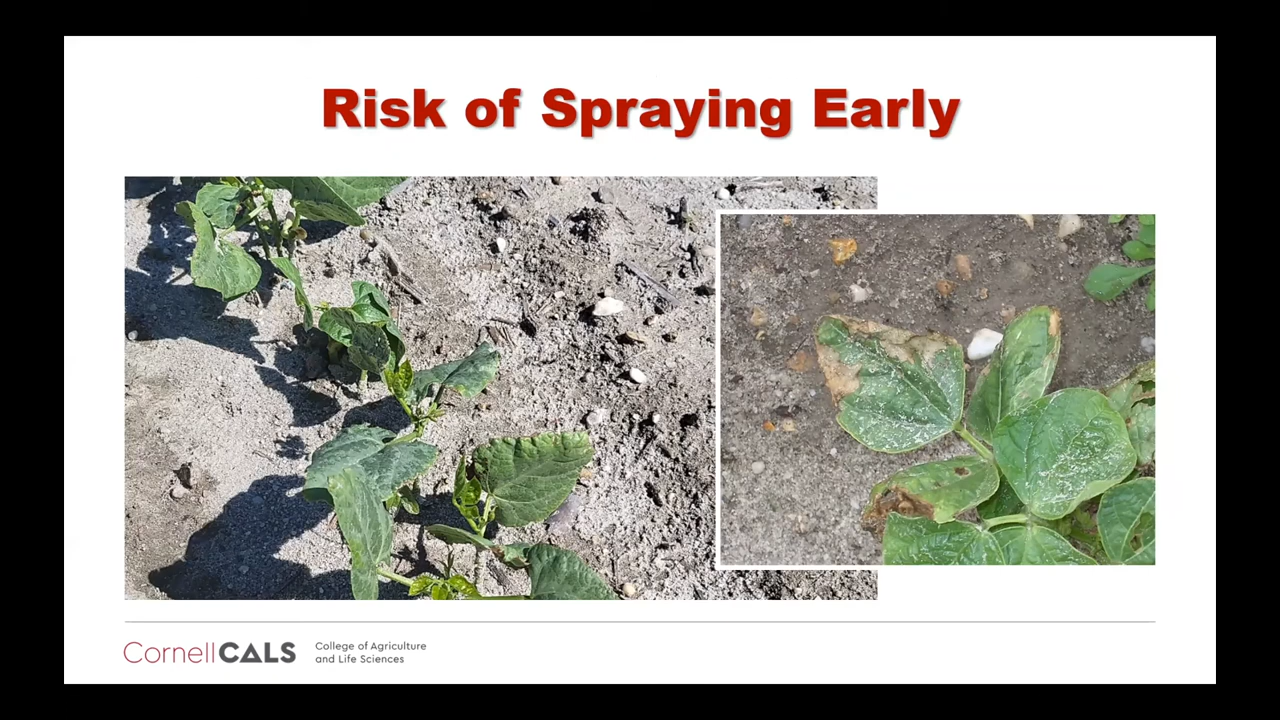 Risk of Spraying Early
CornellCALS
College of Agriculture
and Life Sciences